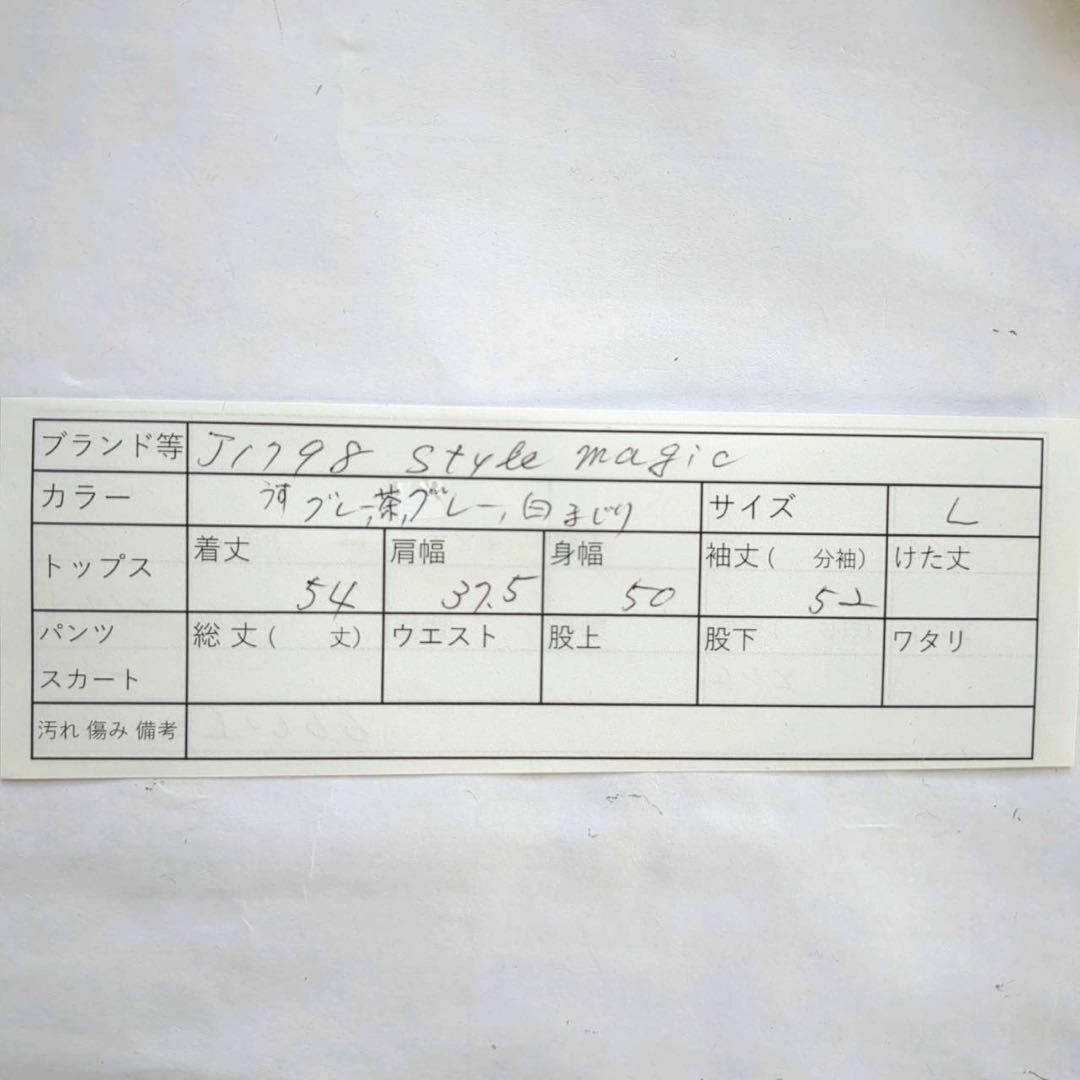 ブランド等 J1798 style magic
カラー グレー,茶,グレー,白まじり サイズ L
トップス 着丈 54 肩幅 37.5 身幅 50 袖丈( 分袖) 52 けた丈
パンツ スカート 総丈( 丈) ウエスト 股上 股下 ワタリ
汚れ 傷み 備考